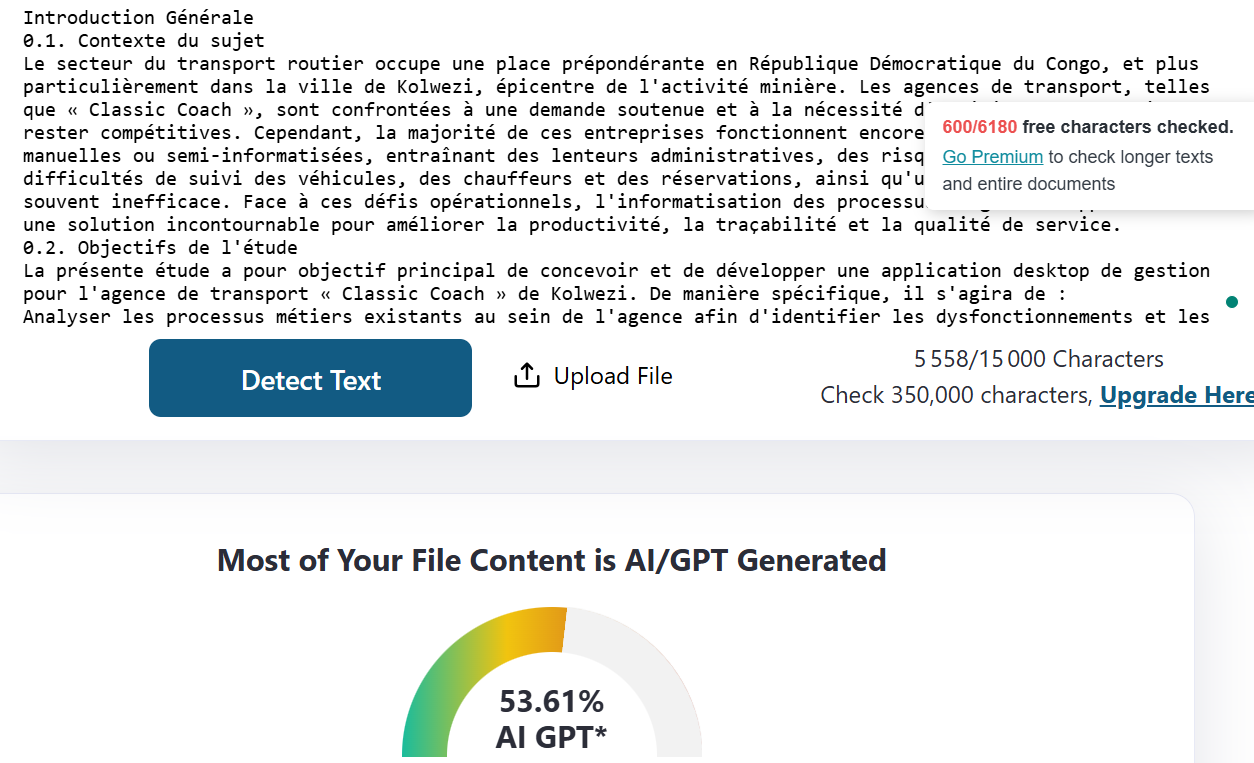 Introduction Générale
0.1. Contexte du sujet
Le secteur du transport routier occupe une place prépondérante en République Démocratique du Congo, et plus
particulièrement dans la ville de Kolwezi, épicentre de l'activité minière. Les agences de transport, telles
que « Classic Coach », sont confrontées à une demande soutenue et à la nécessité
rester compétitives. Cependant, la majorité de ces entreprises fonctionnent encore
manuelles ou semi-informatisées, entraînant des lenteurs administratives, des
difficultés de suivi des véhicules, des chauffeurs et des réservations, ainsi
souvent inefficace. Face à ces défis opérationnels, l'informatisation des
une solution incontournable pour améliorer la productivité, la traçabilité et la qualité de service.
0.2. Objectifs de l'étude
La présente étude a pour objectif principal de concevoir et de développer une application desktop de gestion
pour l'agence de transport « Classic Coach » de Kolwezi. De manière spécifique, il s'agira de :
Analyser les processus métiers existants au sein de l'agence afin d'identifier les dysfonctionnements et les
600/6180 free characters checked.
Go Premium to check longer texts
and entire documents
Detect Text
Upload File
5 558/15 000 Characters
Check 350,000 characters, Upgrade Here
Most of Your File Content is AI/GPT Generated
53.61%
AI GPT*